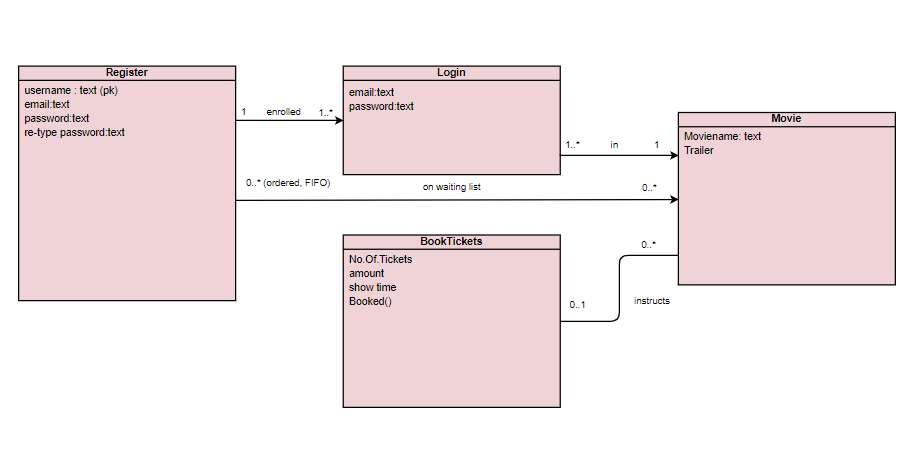 Register
username : text (pk)
email:text
password:text
re-type password:text
1 enrolled 1..*
Login
email:text
password:text
1..* in 1
Movie
Moviename: text
Trailer
0..* (ordered, FIFO) on waiting list 0..*
BookTickets
No.Of.Tickets
amount
show time
Booked()
0..*
0..1 instructs